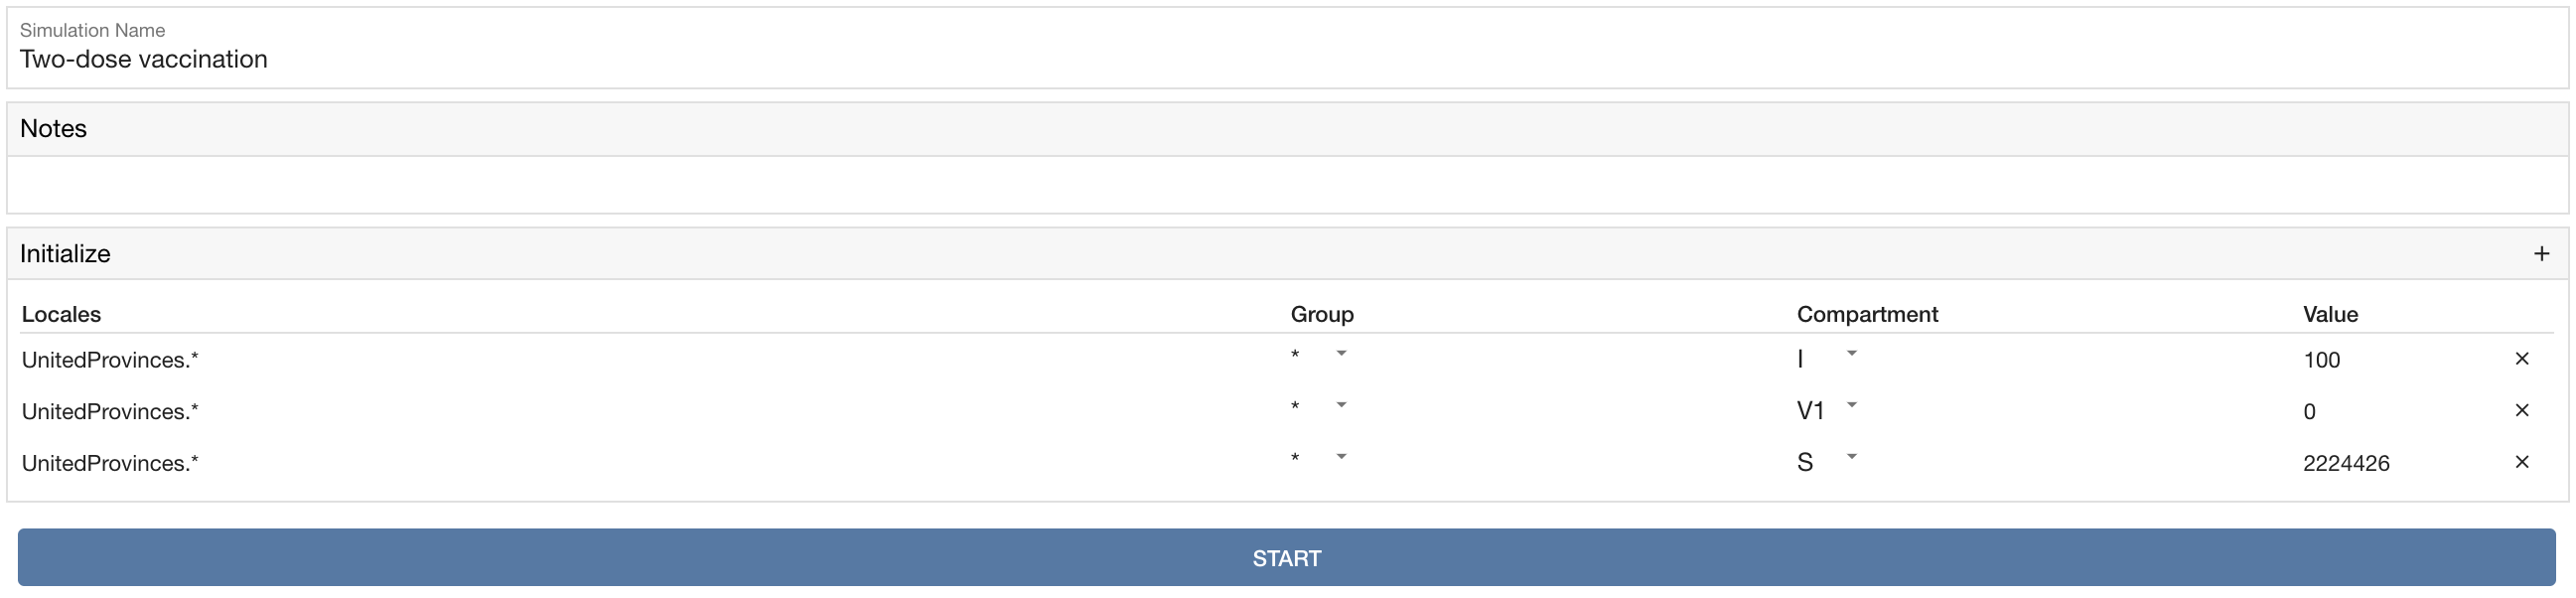 Simulation Name
Two-dose vaccination
Notes
Initialize +
Locales Group Compartment Value
UnitedProvinces.* * I 100 ×
UnitedProvinces.* * V1 0 ×
UnitedProvinces.* * S 2224426 ×
START